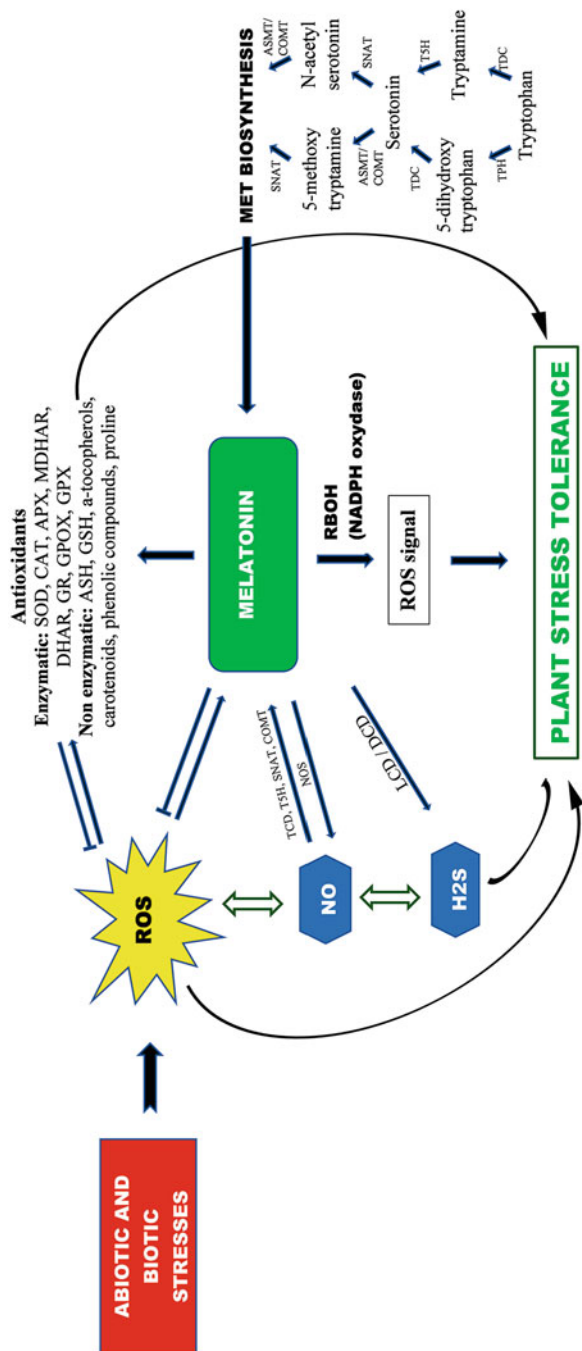 ABIOTIC AND
BIOTIC
STRESSES
ROS
Antioxidants
Enzymatic: SOD, CAT, APX, MDHAR,
DHAR, GR, GPOX, GPX
Non enzymatic: ASH, GSH, a-tocopherols,
carotenoids, phenolic compounds, proline
TCD, T5H, SNAT, COMT
NOS
NO
LCD / DCD
H2S
MELATONIN
RBOH
(NADPH oxydase)
ROS signal
PLANT STRESS TOLERANCE
MET BIOSYNTHESIS
SNAT
ASMT/
COMT
5-methoxy
tryptamine
N-acetyl
serotonin
ASMT/
COMT
SNAT
Serotonin
TDC
T5H
5-dihydroxy
tryptophan
Tryptamine
TPH
TDC
Tryptophan